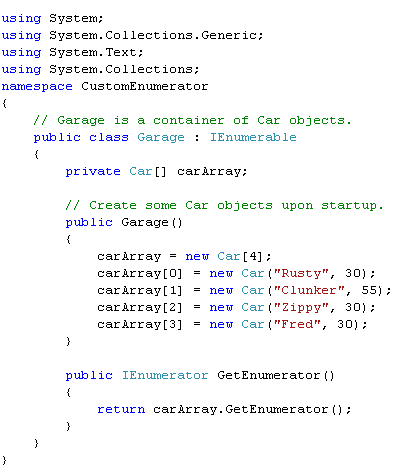 using System;
using System.Collections.Generic;
using System.Text;
using System.Collections;
namespace CustomEnumerator
{
    // Garage is a container of Car objects.
    public class Garage : IEnumerable
    {
        private Car[] carArray;

        // Create some Car objects upon startup.
        public Garage()
        {
            carArray = new Car[4];
            carArray[0] = new Car("Rusty", 30);
            carArray[1] = new Car("Clunker", 55);
            carArray[2] = new Car("Zippy", 30);
            carArray[3] = new Car("Fred", 30);
        }

        public IEnumerator GetEnumerator()
        {
            return carArray.GetEnumerator();
        }
    }
}